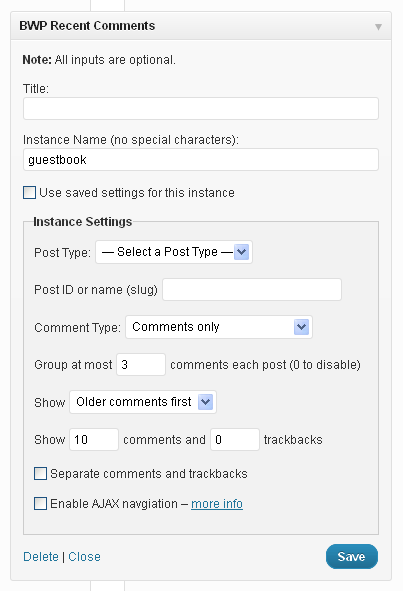 BWP Recent Comments
Note: All inputs are optional.
Title:
Instance Name (no special characters):
guestbook
Use saved settings for this instance
Instance Settings
Post Type: — Select a Post Type —
Post ID or name (slug)
Comment Type: Comments only
Group at most 3 comments each post (0 to disable)
Show Older comments first
Show 10 comments and 0 trackbacks
Separate comments and trackbacks
Enable AJAX navgiation – more info
Delete | Close Save